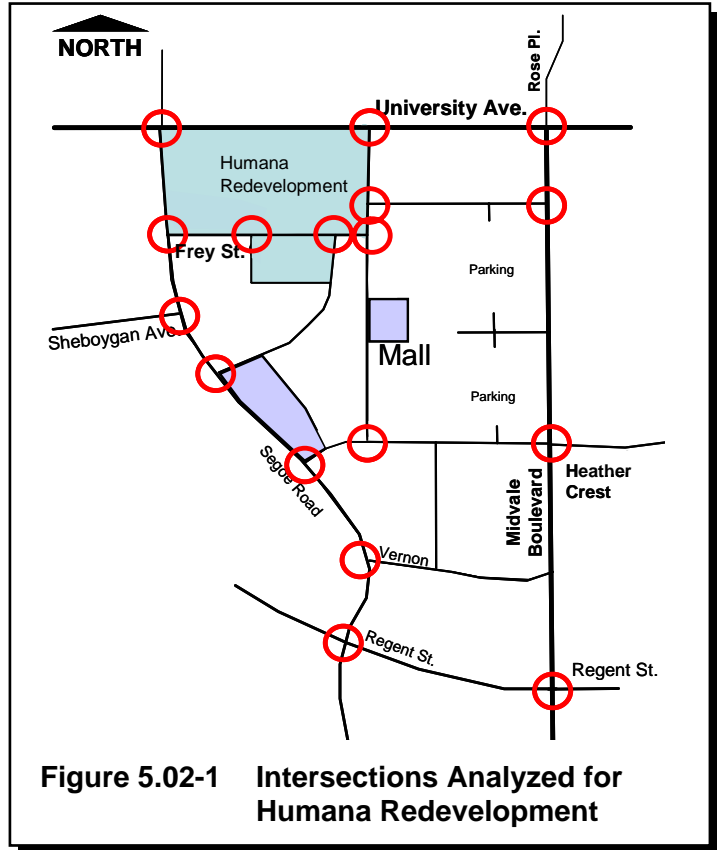 NORTH
Rose Pl.
University Ave.
Humana
Redevelopment
Frey St.
Parking
Sheboygan Ave.
Mall
Parking
Segoe Road
Midvale
Boulevard
Heather
Crest
Vernon
Regent St.
Regent St.
Figure 5.02-1 Intersections Analyzed for
Humana Redevelopment